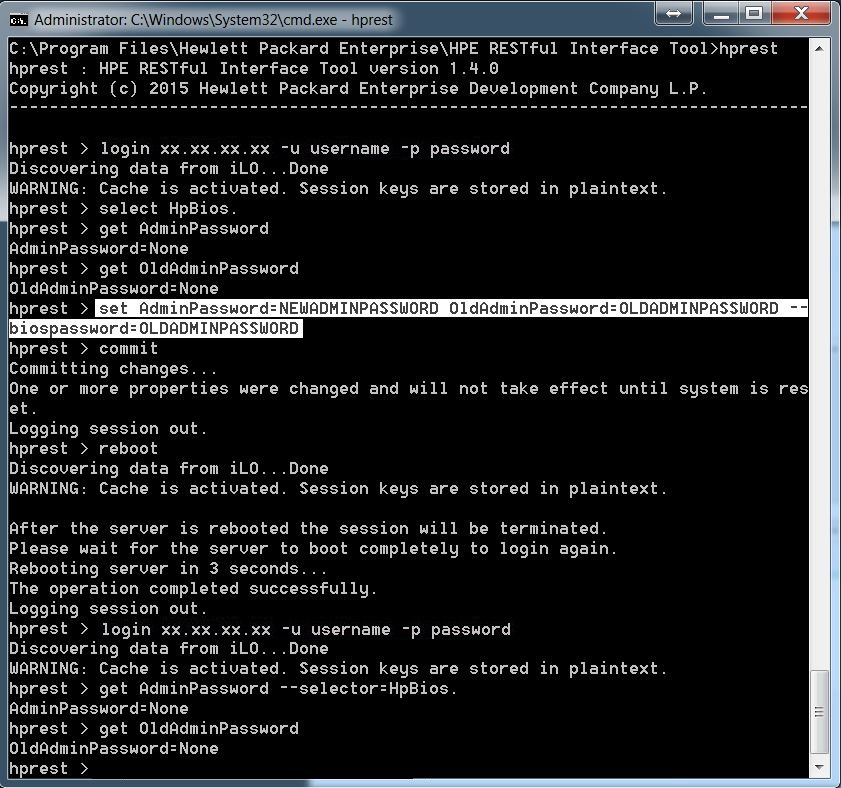 Administrator: C:\Windows\System32\cmd.exe - hprest
C:\Program Files\Hewlett Packard Enterprise\HPE RESTful Interface Tool>hprest
hprest : HPE RESTful Interface Tool version 1.4.0
Copyright (c) 2015 Hewlett Packard Enterprise Development Company L.P.
--------------------------------------------------------------------------------
hprest > login xx.xx.xx.xx -u username -p password
Discovering data from iLO...Done
WARNING: Cache is activated. Session keys are stored in plaintext.
hprest > select HpBios.
hprest > get AdminPassword
AdminPassword=None
hprest > get OldAdminPassword
OldAdminPassword=None
hprest > set AdminPassword=NEWADMINPASSWORD OldAdminPassword=OLDADMINPASSWORD --
biospassword=OLDADMINPASSWORD
hprest > commit
Committing changes...
One or more properties were changed and will not take effect until system is res
et.
Logging session out.
hprest > reboot
Discovering data from iLO...Done
WARNING: Cache is activated. Session keys are stored in plaintext.
After the server is rebooted the session will be terminated.
Please wait for the server to boot completely to login again.
Rebooting server in 3 seconds...
The operation completed successfully.
Logging session out.
hprest > login xx.xx.xx.xx -u username -p password
Discovering data from iLO...Done
WARNING: Cache is activated. Session keys are stored in plaintext.
hprest > get AdminPassword --selector=HpBios.
AdminPassword=None
hprest > get OldAdminPassword
OldAdminPassword=None
hprest >